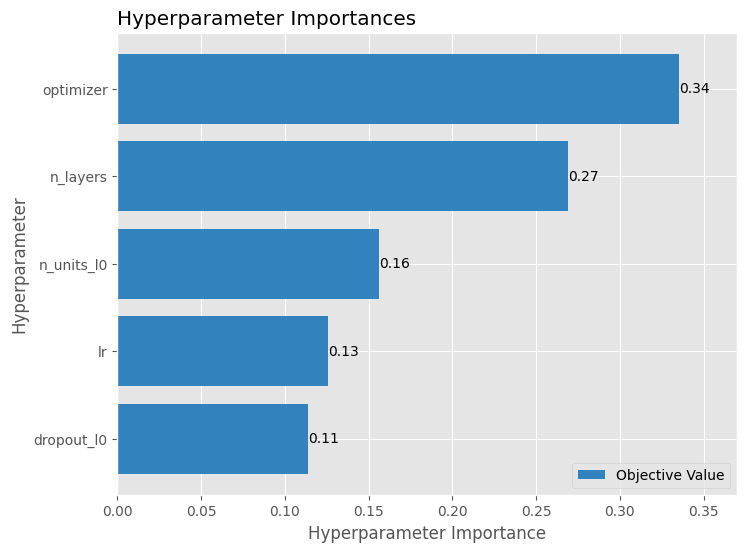 Hyperparameter Importances
optimizer
0.34
n_layers
0.27
n_units_l0
0.16
lr
0.13
dropout_l0
0.11
Hyperparameter
Objective Value
0.00 0.05 0.10 0.15 0.20 0.25 0.30 0.35
Hyperparameter Importance